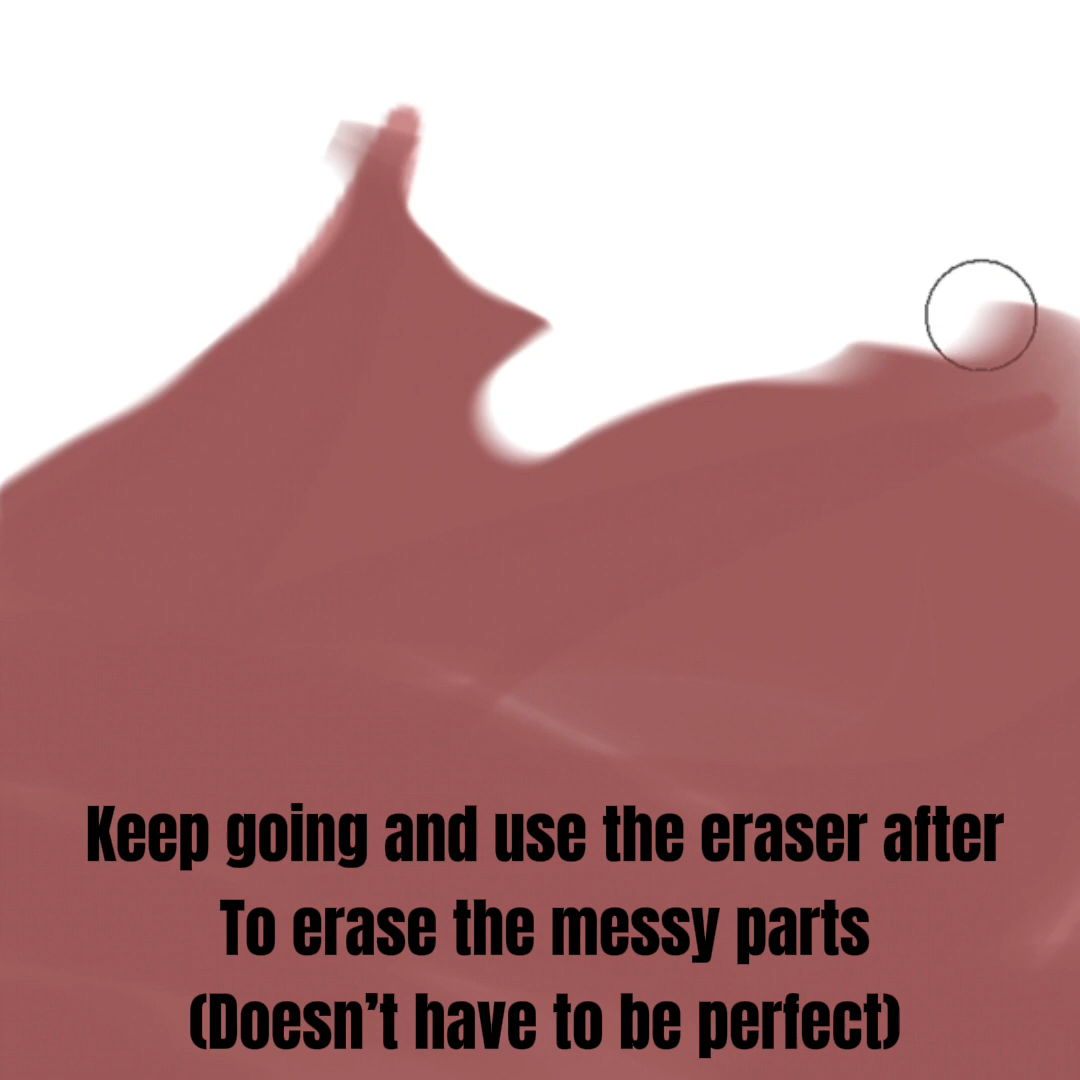 Keep going and use the eraser after
To erase the messy parts
(Doesn’t have to be perfect)